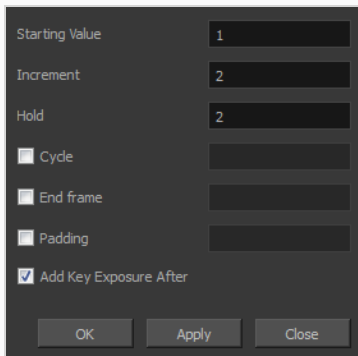 Starting Value 1
Increment 2
Hold 2
Cycle
End frame
Padding
Add Key Exposure After
OK Apply Close